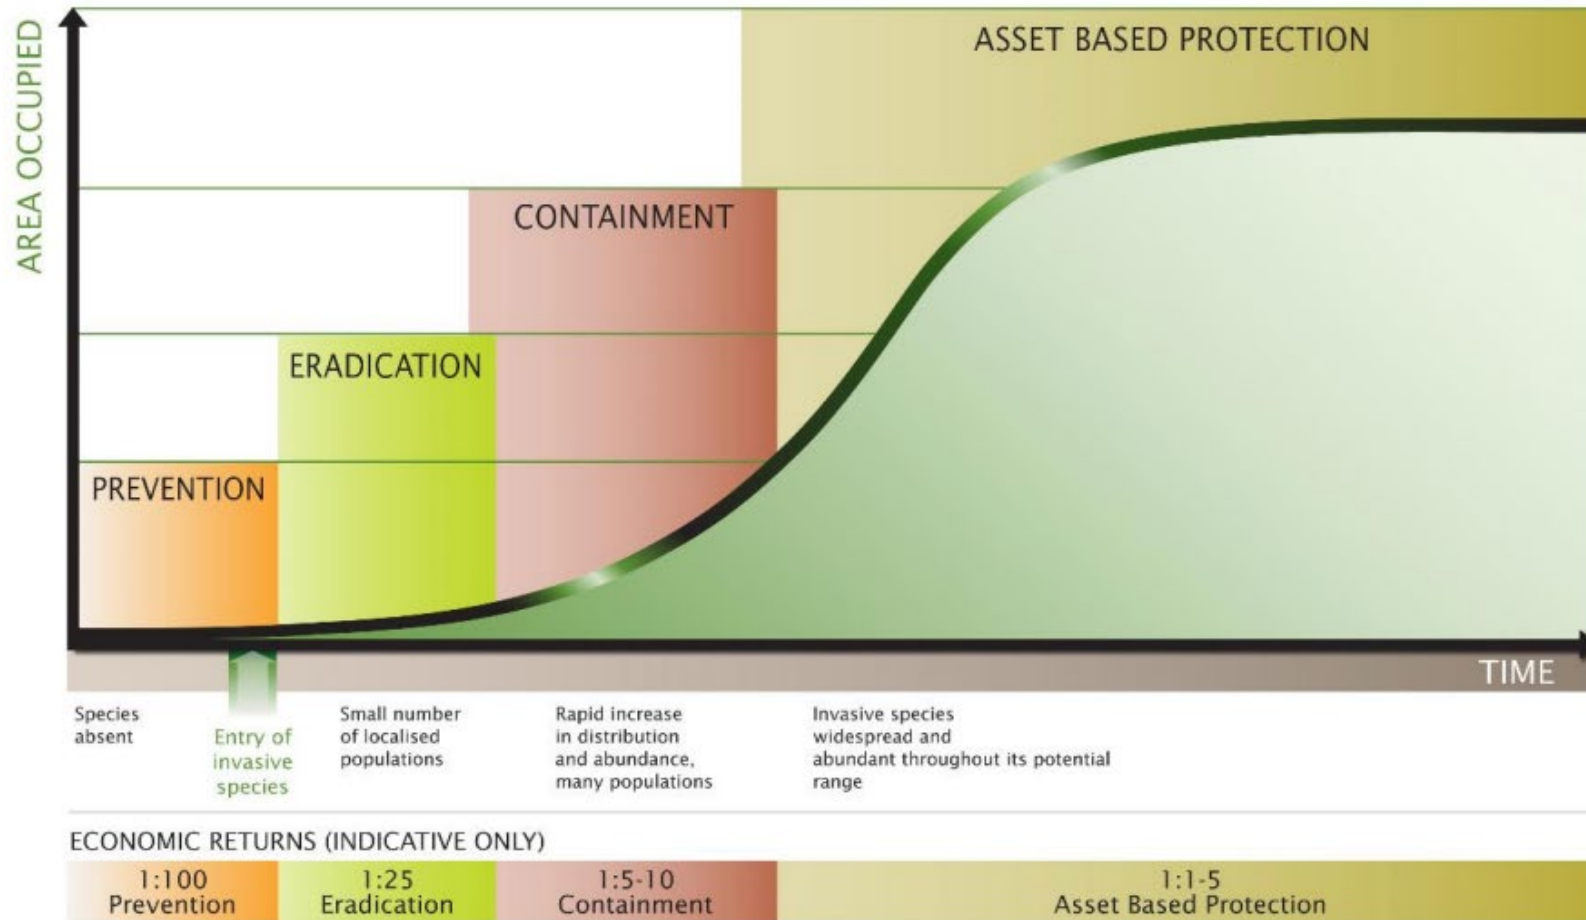 AREA OCCUPIED
ASSET BASED PROTECTION
CONTAINMENT
ERADICATION
PREVENTION
TIME
Species
absent
Entry of
invasive
species
Small number
of localised
populations
Rapid increase
in distribution
and abundance,
many populations
Invasive species
widespread and
abundant throughout its potential
range
ECONOMIC RETURNS (INDICATIVE ONLY)
1:100
Prevention
1:25
Eradication
1:5-10
Containment
1:1-5
Asset Based Protection